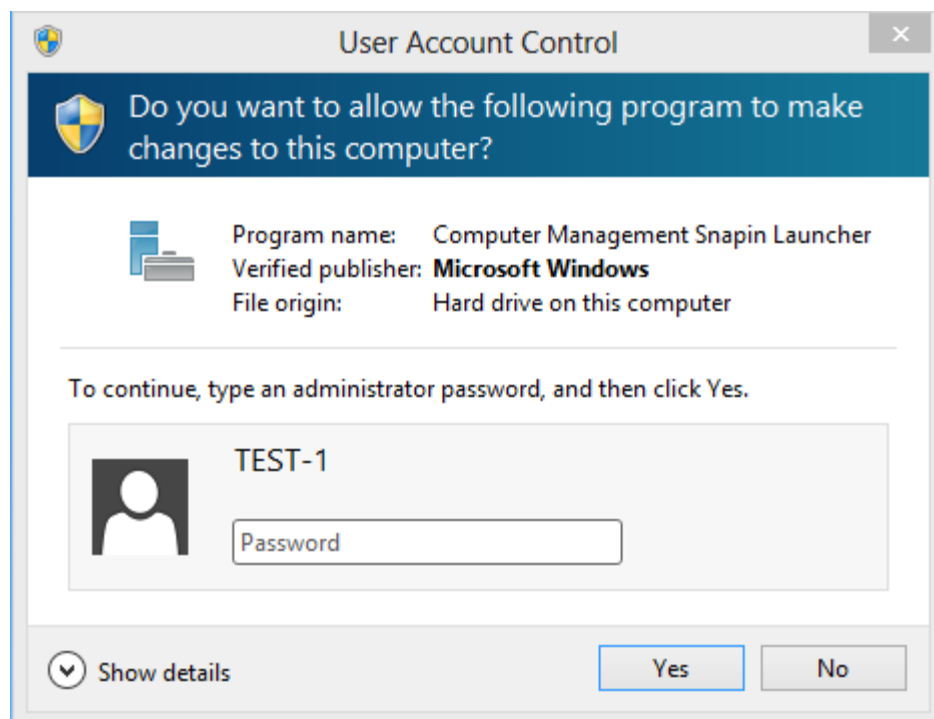 User Account Control
Do you want to allow the following program to make
changes to this computer?
Program name: Computer Management Snapin Launcher
Verified publisher: Microsoft Windows
File origin: Hard drive on this computer
To continue, type an administrator password, and then click Yes.
TEST-1
Password
Show details
Yes
No